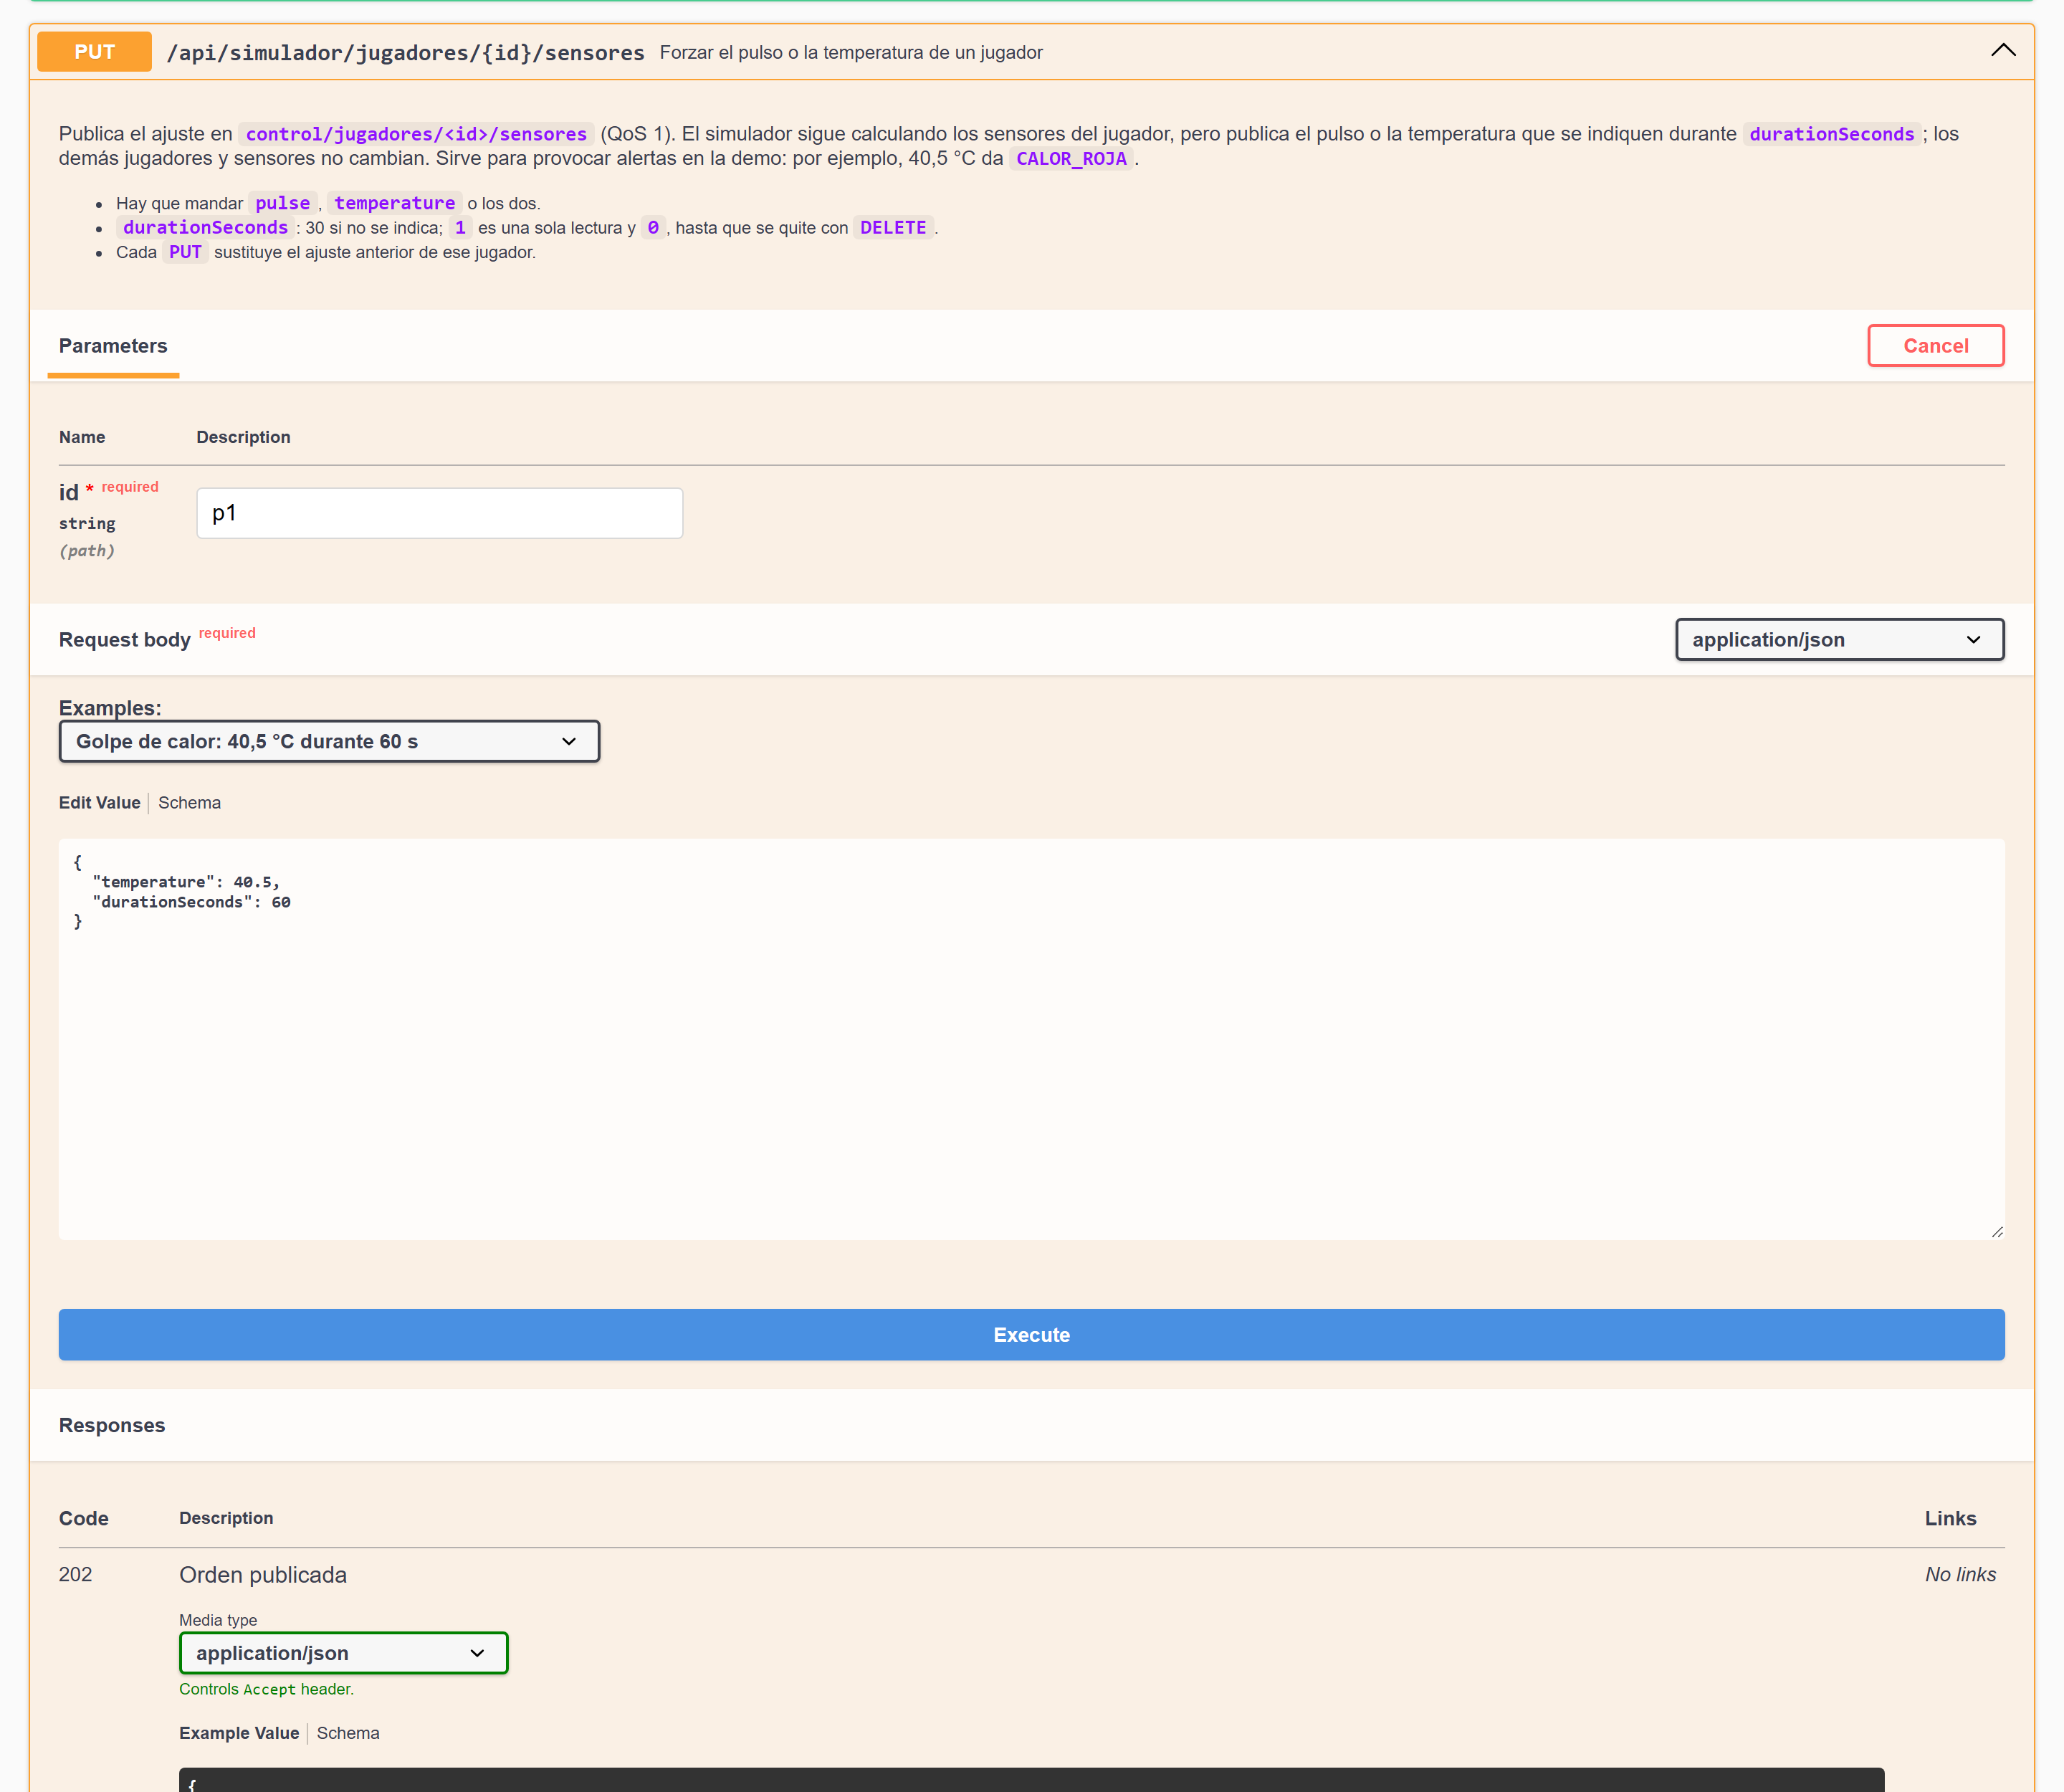 PUT /api/simulador/jugadores/{id}/sensores Forzar el pulso o la temperatura de un jugador
Publica el ajuste en control/jugadores/<id>/sensores (QoS 1). El simulador sigue calculando los sensores del jugador, pero publica el pulso o la temperatura que se indiquen durante durationSeconds; los
demás jugadores y sensores no cambian. Sirve para provocar alertas en la demo: por ejemplo, 40,5 °C da CALOR_ROJA.
Hay que mandar pulse, temperature o los dos.
durationSeconds: 30 si no se indica; 1 es una sola lectura y 0, hasta que se quite con DELETE.
Cada PUT sustituye el ajuste anterior de ese jugador.
Parameters Cancel
Name Description
id * required
string
(path)
p1
Request body required application/json
Examples:
Golpe de calor: 40,5 °C durante 60 s
Edit Value Schema
{
"temperature": 40.5,
"durationSeconds": 60
}
Execute
Responses
Code Description Links
202 Orden publicada No links
Media type
application/json
Controls Accept header.
Example Value Schema
{